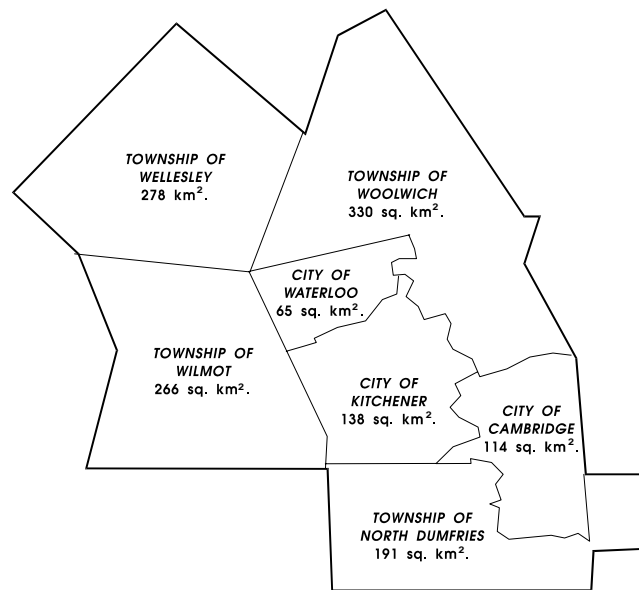 TOWNSHIP OF
WELLESLEY
278 km².
TOWNSHIP OF
WOOLWICH
330 sq. km².
CITY OF
WATERLOO
65 sq. km².
TOWNSHIP OF
WILMOT
266 sq. km².
CITY OF
KITCHENER
138 sq. km².
CITY OF
CAMBRIDGE
114 sq. km².
TOWNSHIP OF
NORTH DUMFRIES
191 sq. km².